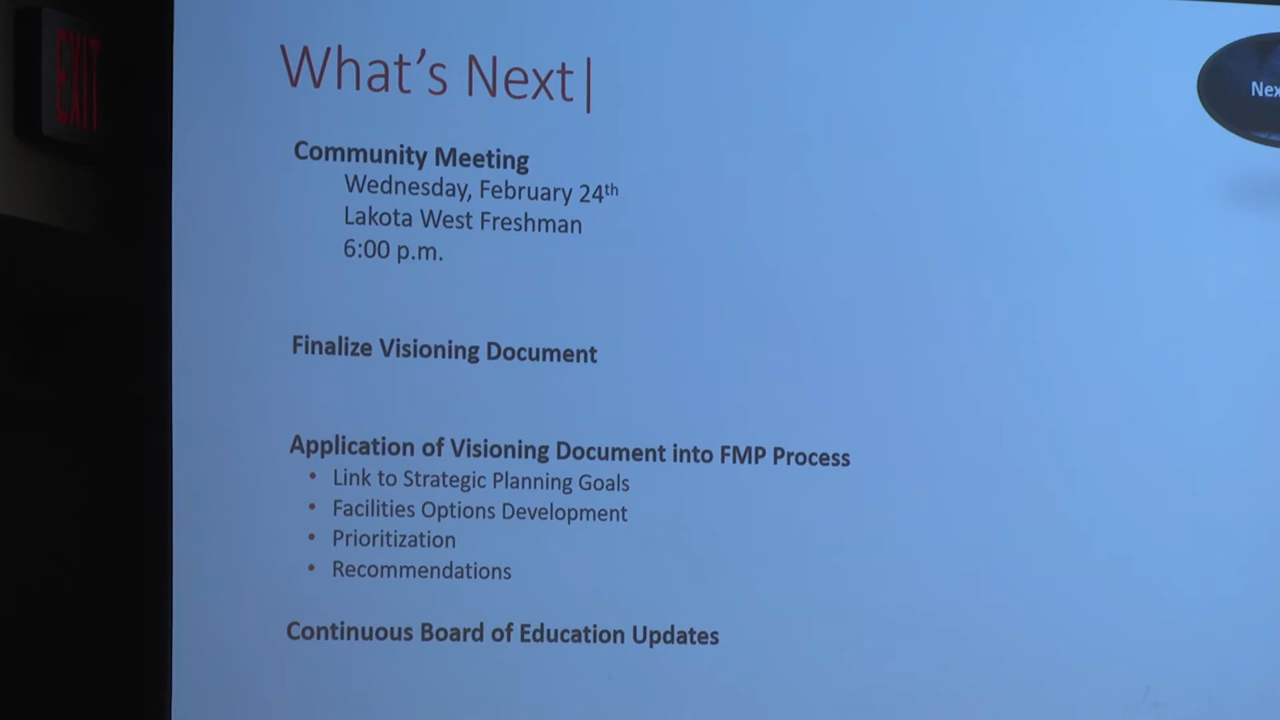 EXIT
What's Next|
Nex
Community Meeting
Wednesday, February 24th
Lakota West Freshman
6:00 p.m.
Finalize Visioning Document
Application of Visioning Document into FMP Process
• Link to Strategic Planning Goals
• Facilities Options Development
• Prioritization
• Recommendations
Continuous Board of Education Updates